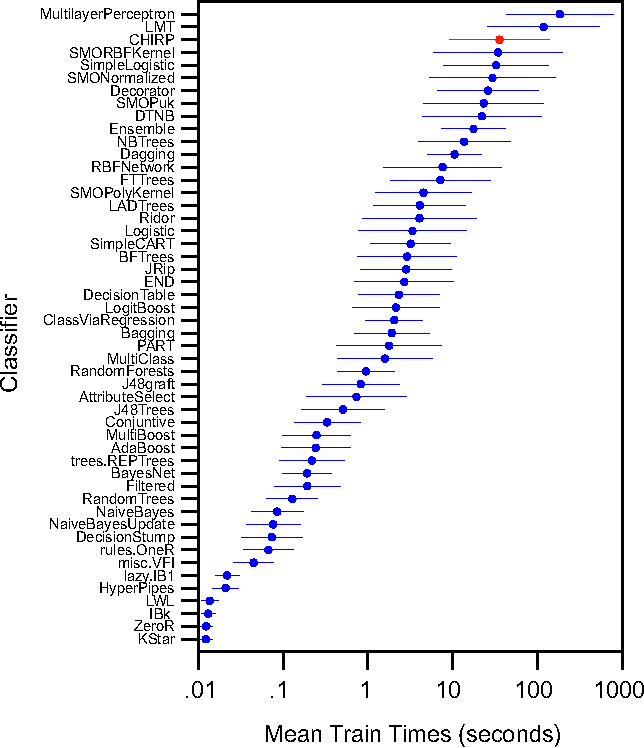 MultilayerPerceptron
LMT
CHIRP
SMORBFKernel
SimpleLogistic
SMONormalized
Decorator
SMOPuk
DTNB
Ensemble
NBTrees
Dagging
RBFNetwork
FTTrees
SMOPolyKernel
LADTrees
Ridor
Logistic
SimpleCART
BFTrees
JRip
END
DecisionTable
LogitBoost
ClassViaRegression
Bagging
PART
MultiClass
RandomForests
J48graft
AttributeSelect
J48Trees
Conjuntive
MultiBoost
AdaBoost
trees.REPTrees
BayesNet
Filtered
RandomTrees
NaiveBayes
NaiveBayesUpdate
DecisionStump
rules.OneR
misc.VFI
lazy.IB1
HyperPipes
LWL
IBk
ZeroR
KStar
Classifier
.01 .1 1 10 100 1000
Mean Train Times (seconds)